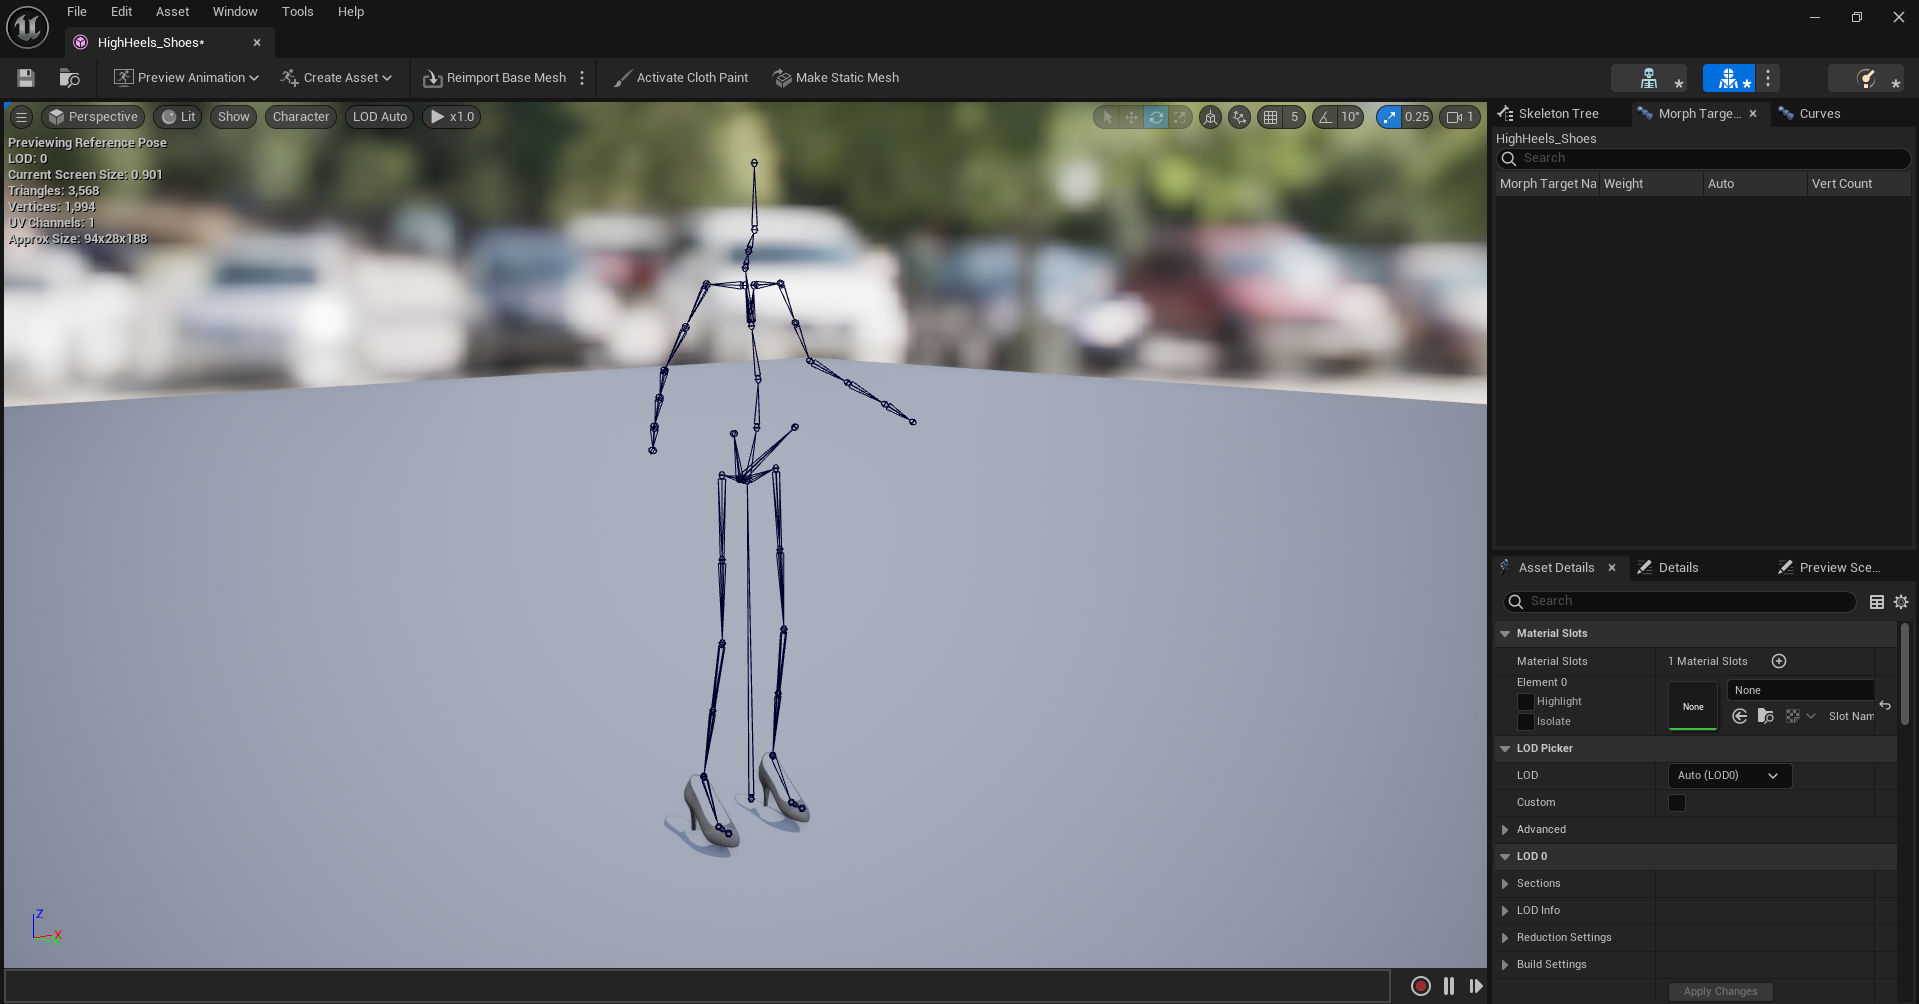 File Edit Asset Window Tools Help
HighHeels_Shoes*
Preview Animation Create Asset Reimport Base Mesh Activate Cloth Paint Make Static Mesh
Perspective Lit Show Character LOD Auto x1.0 5 10° 0.25 1
Previewing Reference Pose
LOD: 0
Current Screen Size: 0.901
Triangles: 3,568
Vertices: 1,994
UV Channels: 1
Approx Size: 94x28x188
Z
X
Skeleton Tree Morph Targe... Curves
HighHeels_Shoes
Search
Morph Target Na Weight Auto Vert Count
Asset Details Details Preview Sce...
Search
Material Slots
Material Slots 1 Material Slots
Element 0
Highlight
Isolate
None
None
Slot Nam
LOD Picker
LOD Auto (LOD0)
Custom
Advanced
LOD 0
Sections
LOD Info
Reduction Settings
Build Settings
Apply Changes